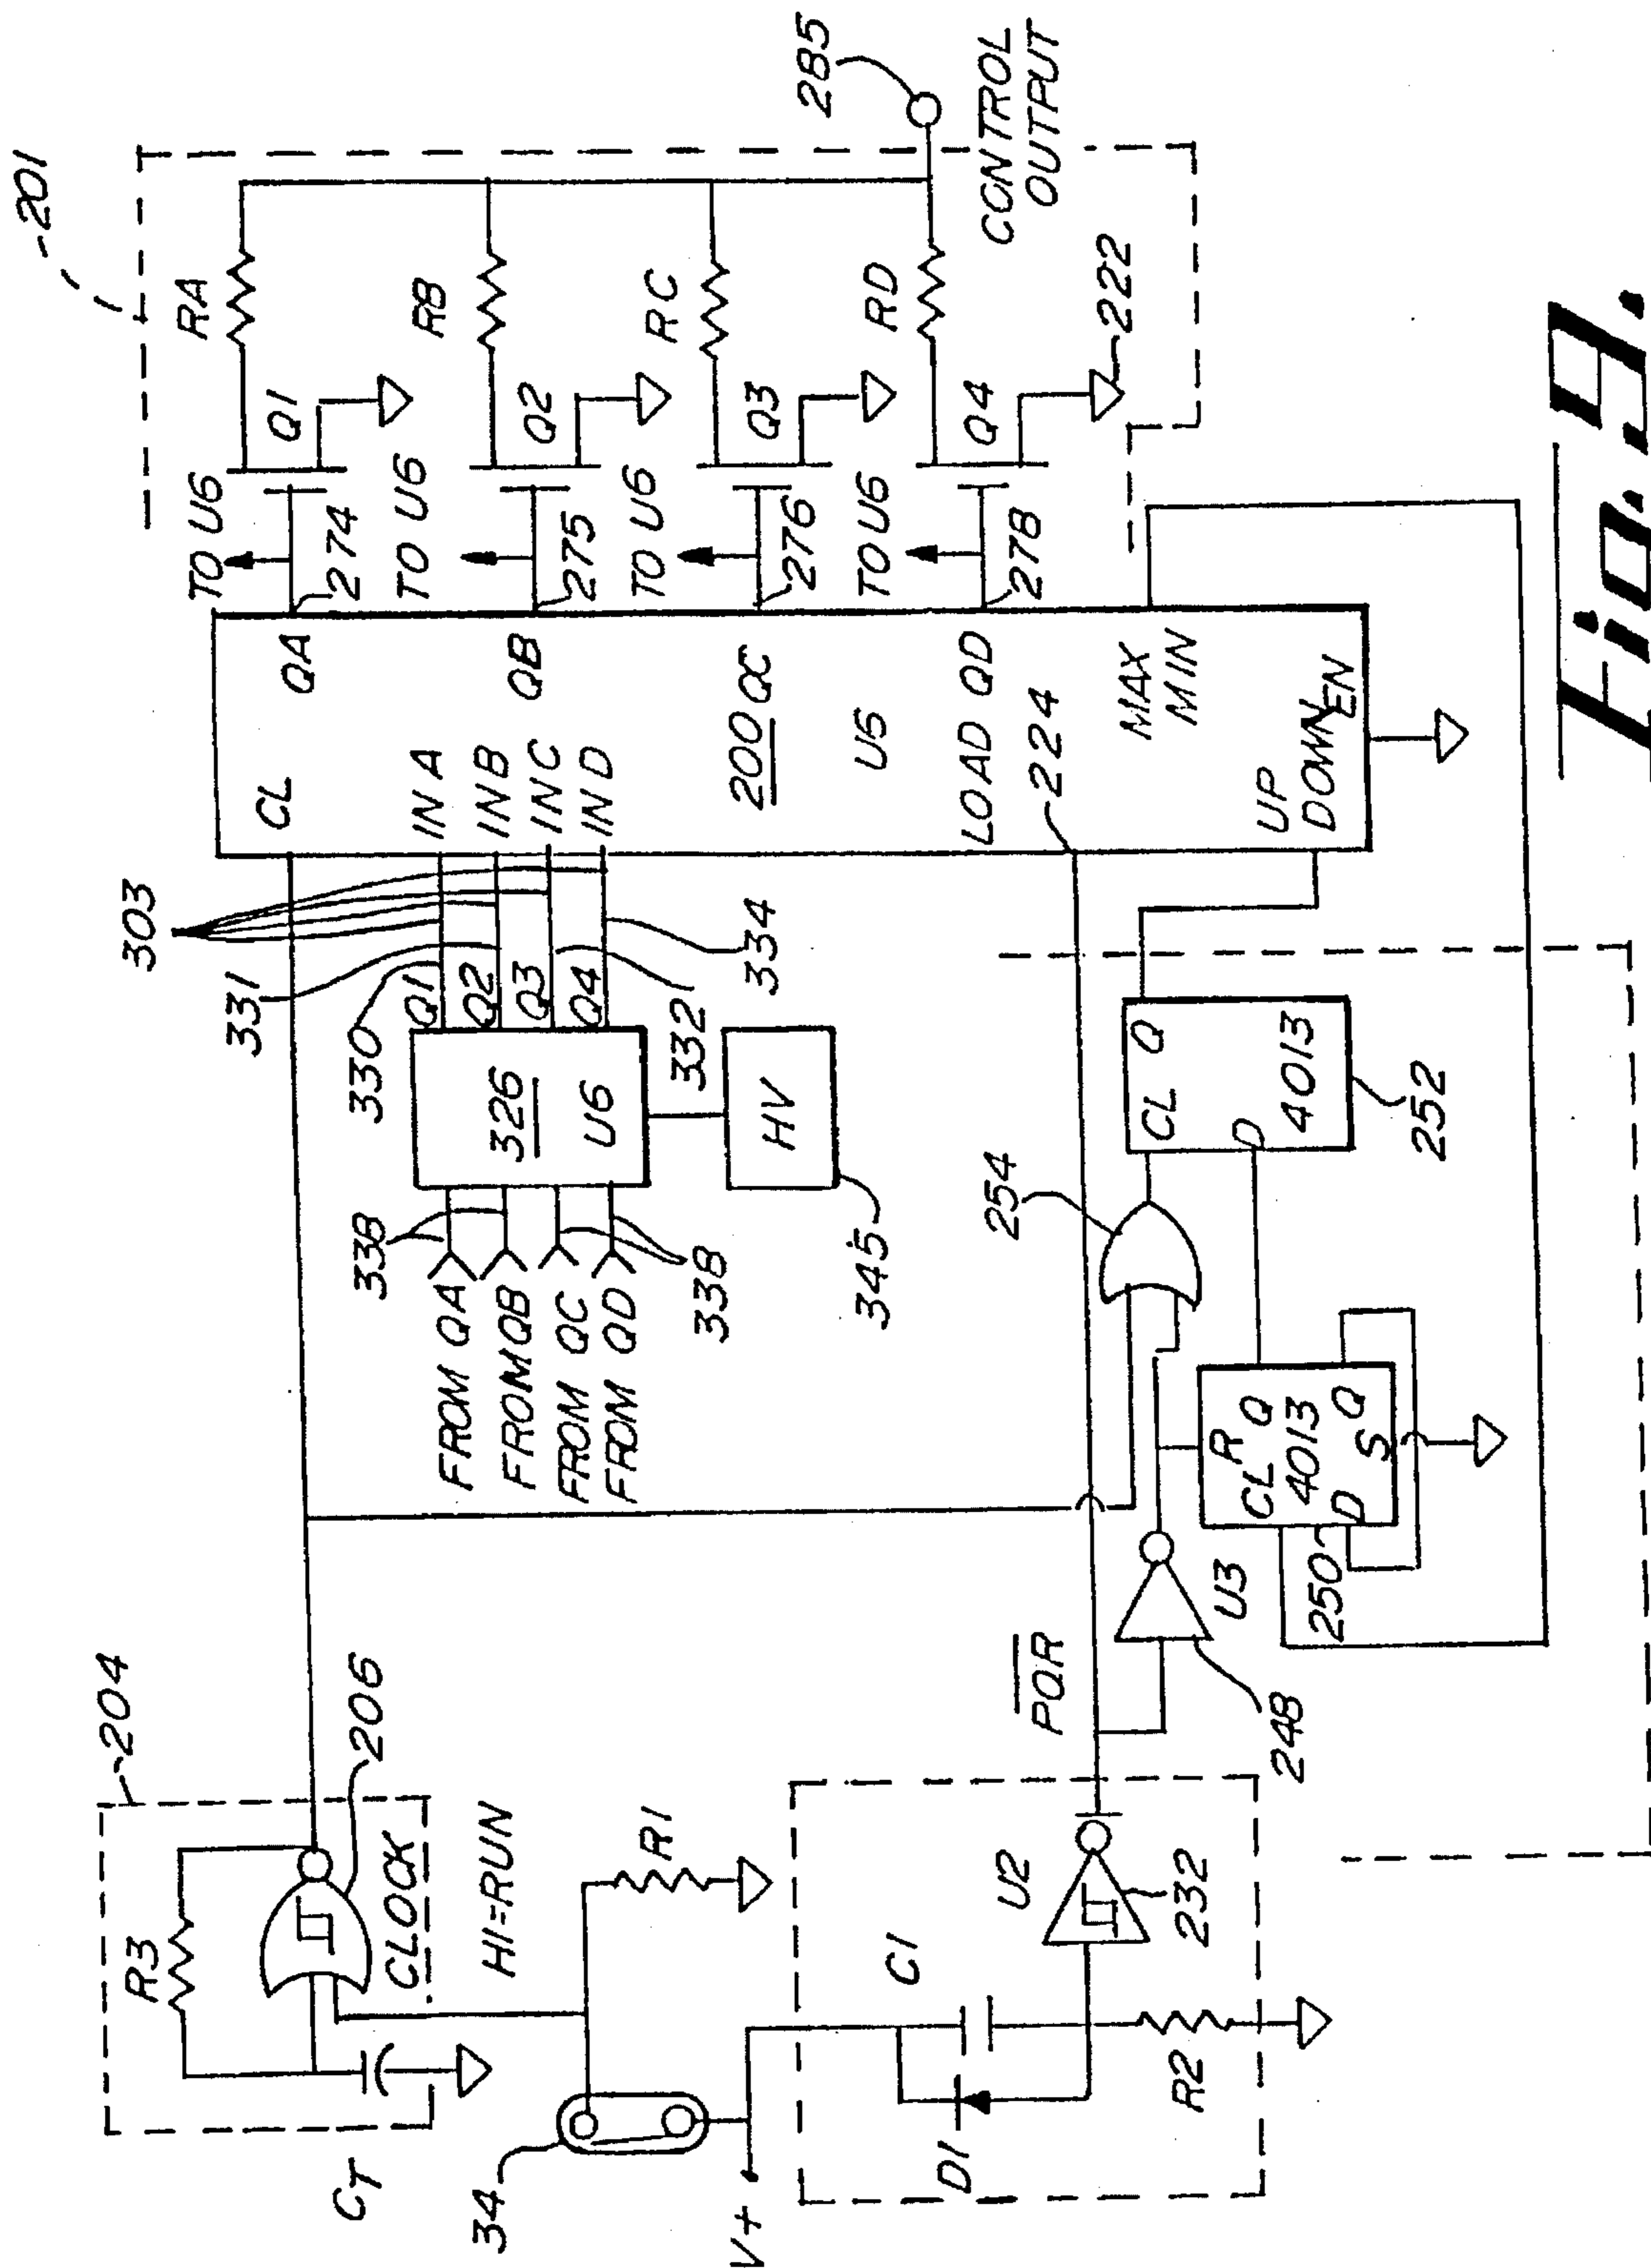 201
204
R3
206
CLOCK
CT
HI=RUN
R1
34
V+
C1
D1
R2
U2
232
PQR
248
U3
250
CL R Q
4013
D S Q
254
CL Q
D 4013
252
303
331
330
Q1
Q2
Q3
Q4
326
U6
332
334
HV
345
338
338
FROM QA
FROM QB
FROM QC
FROM QD
CL QA
IN A
IN B
IN C
IN D
QB
200 QC
U5
LOAD QD
224
MAX
MIN
UP
DOWN EN
TO U6
274
TO U6
275
TO U6
276
TO U6
278
Q1
Q2
Q3
Q4
RA
RB
RC
RD
222
285
CONTROL
OUTPUT
Fig. 9.